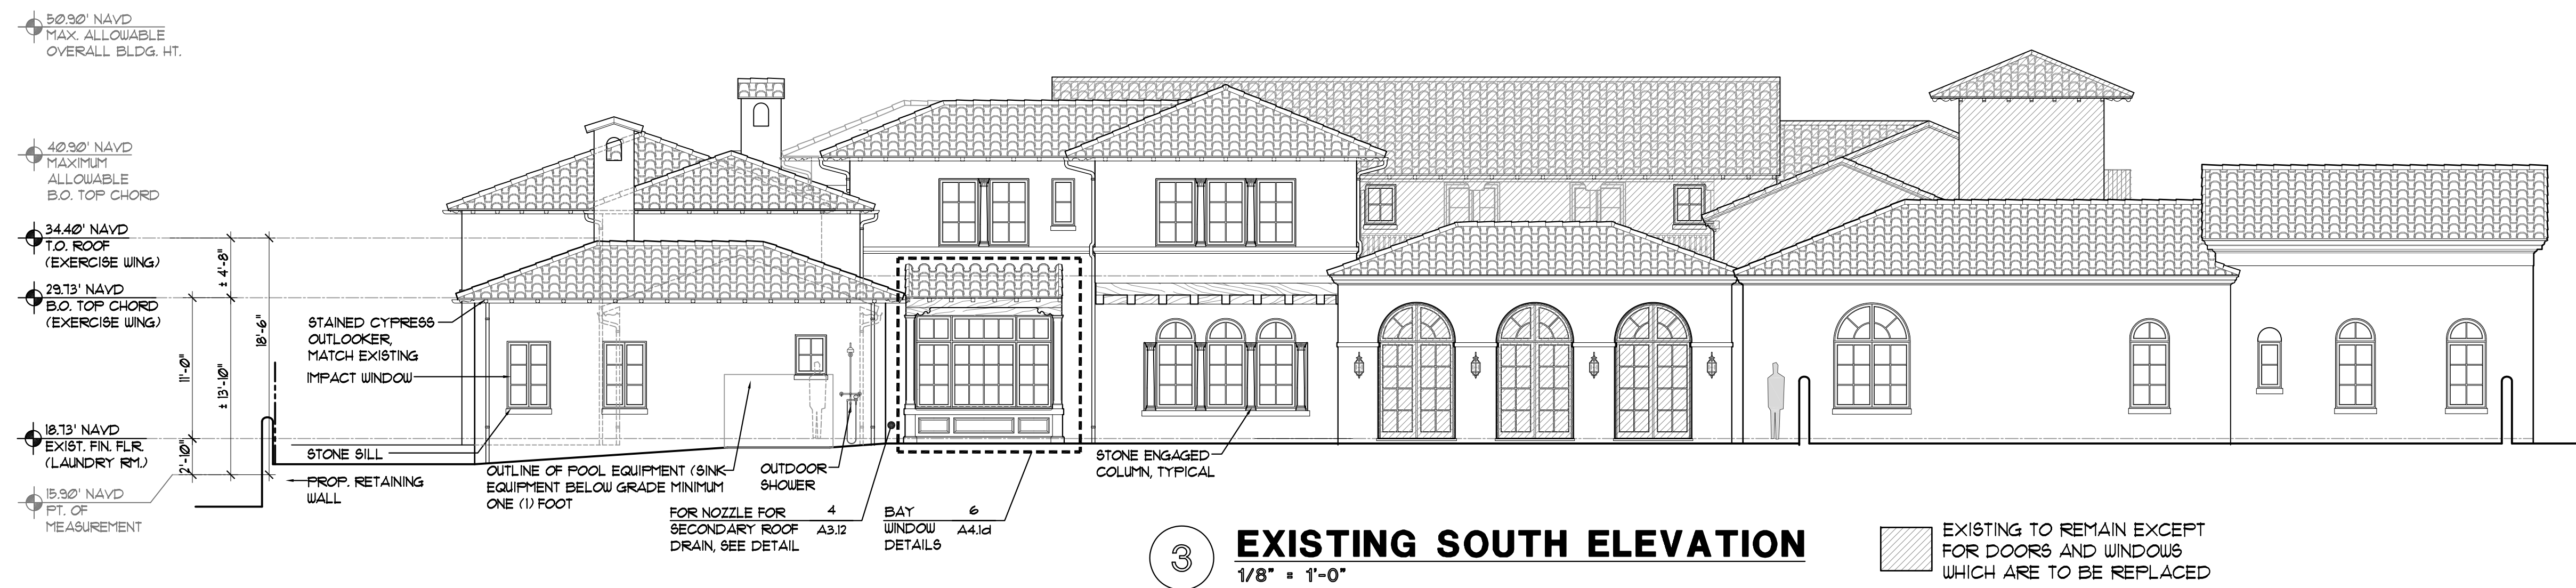 50.90' NAVD
MAX. ALLOWABLE
OVERALL BLDG. HT.
40.90' NAVD
MAXIMUM
ALLOWABLE
B.O. TOP CHORD
34.40' NAVD
T.O. ROOF
(EXERCISE WING)
29.73' NAVD
B.O. TOP CHORD
(EXERCISE WING)
18.73' NAVD
EXIST. FIN. FLR.
(LAUNDRY RM.)
15.90' NAVD
PT. OF
MEASUREMENT
11'-0"
2'-10"
± 4'-8"
± 13'-10"
18'-6"
STAINED CYPRESS
OUTLOOKER,
MATCH EXISTING
IMPACT WINDOW
STONE SILL
PROP. RETAINING
WALL
OUTLINE OF POOL EQUIPMENT (SINK
EQUIPMENT BELOW GRADE MINIMUM
ONE (1) FOOT
OUTDOOR
SHOWER
FOR NOZZLE FOR 4
SECONDARY ROOF A3.12
DRAIN, SEE DETAIL
BAY 6
WINDOW A4.1d
DETAILS
STONE ENGAGED
COLUMN, TYPICAL
3 EXISTING SOUTH ELEVATION
1/8" = 1'-0"
EXISTING TO REMAIN EXCEPT
FOR DOORS AND WINDOWS
WHICH ARE TO BE REPLACED